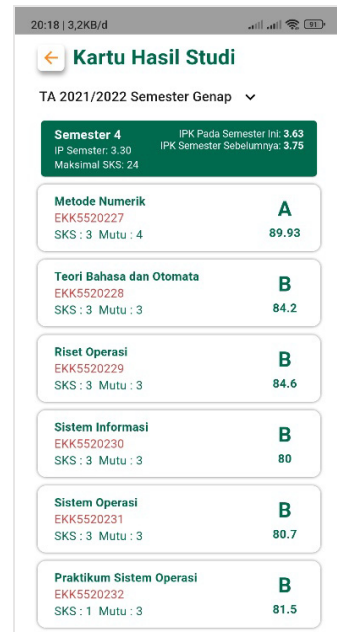 20:18 | 3,2KB/d
91
Kartu Hasil Studi
TA 2021/2022 Semester Genap
Semester 4
IP Semster: 3.30
Maksimal SKS: 24
IPK Pada Semester Ini: 3.63
IPK Semester Sebelumnya: 3.75
Metode Numerik
EKK5520227
SKS : 3 Mutu : 4
A
89.93
Teori Bahasa dan Otomata
EKK5520228
SKS : 3 Mutu : 3
B
84.2
Riset Operasi
EKK5520229
SKS : 3 Mutu : 3
B
84.6
Sistem Informasi
EKK5520230
SKS : 3 Mutu : 3
B
80
Sistem Operasi
EKK5520231
SKS : 3 Mutu : 3
B
80.7
Praktikum Sistem Operasi
EKK5520232
SKS : 1 Mutu : 3
B
81.5